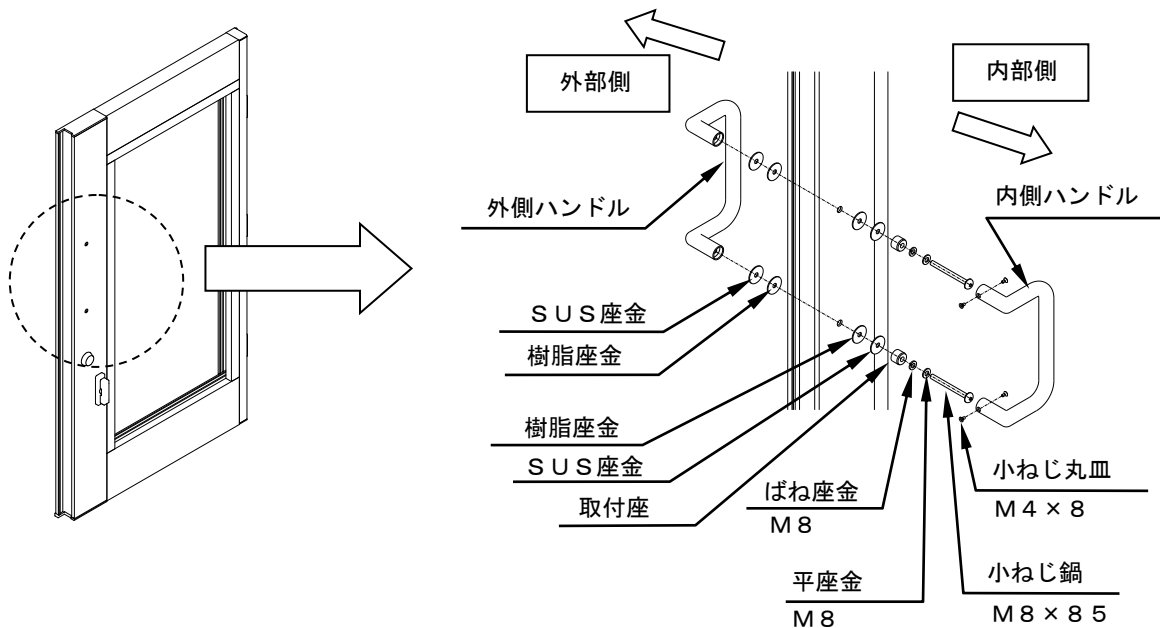 外部側
内部側
外側ハンドル
内側ハンドル
ＳＵＳ座金
樹脂座金
樹脂座金
ＳＵＳ座金
取付座
ばね座金
Ｍ８
平座金
Ｍ８
小ねじ丸皿
Ｍ４×８
小ねじ鍋
Ｍ８×８５